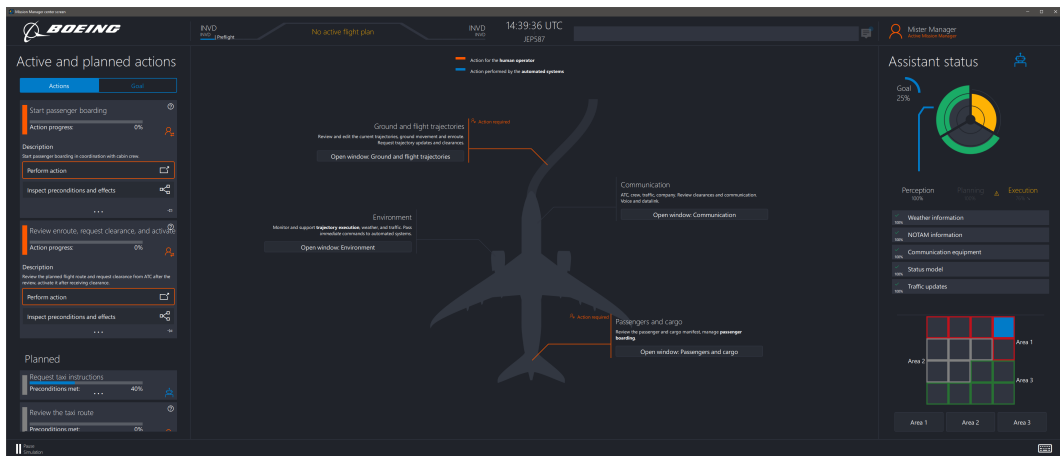 Mission Manager center screen
BOEING
INVD
INVD | Preflight
No active flight plan
INVD
INVD
14:39:36 UTC
JEP587
Mister Manager
Active Mission Manager
Active and planned actions
Actions
Goal
Start passenger boarding
Action progress:
0%
Description
Start passenger boarding in coordination with cabin crew.
Perform action
Inspect preconditions and effects
...
Review enroute, request clearance, and activate
Action progress:
0%
Description
Review the planned flight route and request clearance from ATC after the
review, activate it after receiving clearance.
Perform action
Inspect preconditions and effects
...
Planned
Request taxi instructions
Preconditions met:
40%
...
Review the taxi route
Preconditions met:
0%
Pause
Simulation
Action for the human operator
Action performed by the automated systems
Ground and flight trajectories
Action required
Review and edit the current trajectories, ground movement and enroute.
Request trajectory updates and clearances.
Open window: Ground and flight trajectories
Communication
ATC, crew, traffic, company. Review clearances and communication.
Voice and datalink.
Open window: Communication
Environment
Monitor and support trajectory execution, weather, and traffic. Pass
immediate commands to automated systems.
Open window: Environment
Action required
Passengers and cargo
Review the passenger and cargo manifest, manage passenger
boarding.
Open window: Passengers and cargo
Assistant status
Goal
25%
Perception
100%
Planning
Execution
Weather information
100%
NOTAM information
100%
Communication equipment
100%
Status model
100%
Traffic updates
100%
Area 1
Area 2
Area 3
Area 1
Area 2
Area 3